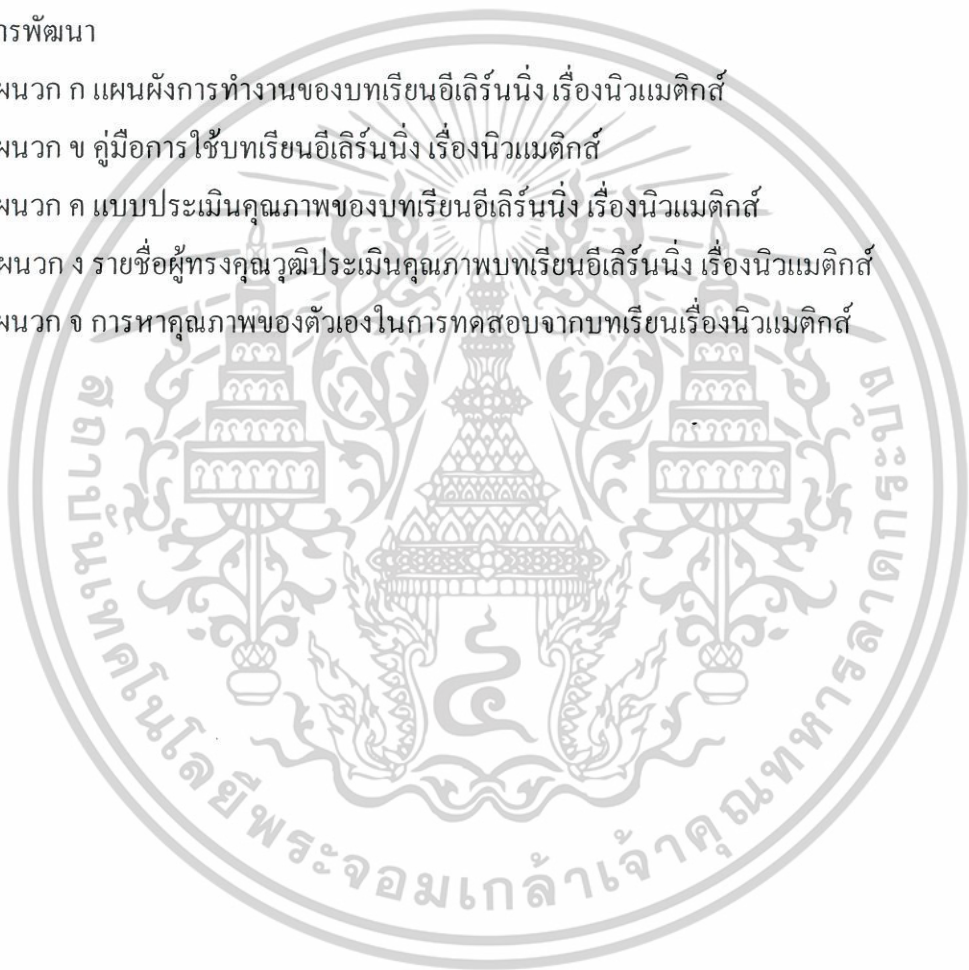 ารพัฒนา
ผนวก ก แผนผังการทำงานของบทเรียนอีเลิร์นนิ่ง เรื่องนิวแมติกส์
ผนวก ข คู่มือการใช้บทเรียนอีเลิร์นนิ่ง เรื่องนิวแมติกส์
ผนวก ค แบบประเมินคุณภาพของบทเรียนอีเลิร์นนิ่ง เรื่องนิวแมติกส์
ผนวก ง รายชื่อผู้ทรงคุณวุฒิประเมินคุณภาพบทเรียนอีเลิร์นนิ่ง เรื่องนิวแมติกส์
ผนวก จ การหาคุณภาพของตัวเองในการทดสอบจากบทเรียนเรื่องนิวแมติกส์
สถาบันเทคโนโลยีพระจอมเกล้าเจ้าคุณทหารลาดกระบัง
๔